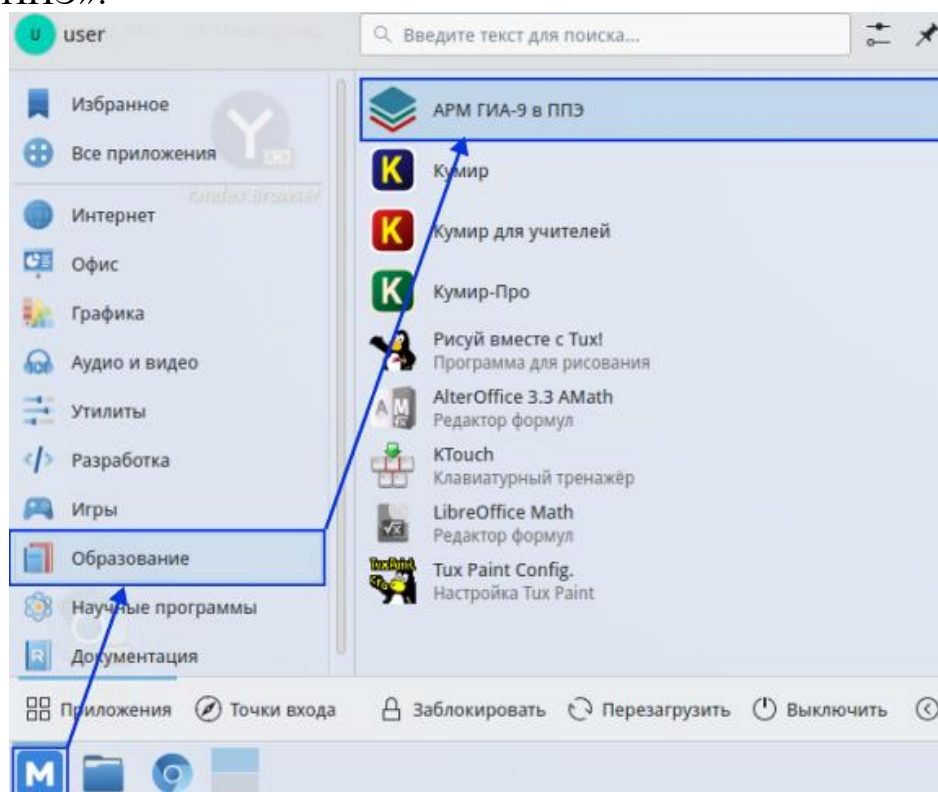 ППЭ».
U user
Введите текст для поиска...
Избранное
Все приложения
Yandex Browser
Интернет
Офис
Графика
Аудио и видео
Утилиты
Разработка
Игры
Образование
Научные программы
Документация
АРМ ГИА-9 в ППЭ
Кумир
Кумир для учителей
Кумир-Про
Рисуй вместе с Tux!
Программа для рисования
AlterOffice 3.3 AMath
Редактор формул
KTouch
Клавиатурный тренажёр
LibreOffice Math
Редактор формул
Tux Paint Config.
Настройка Tux Paint
Приложения Точки входа Заблокировать Перезагрузить Выключить
M